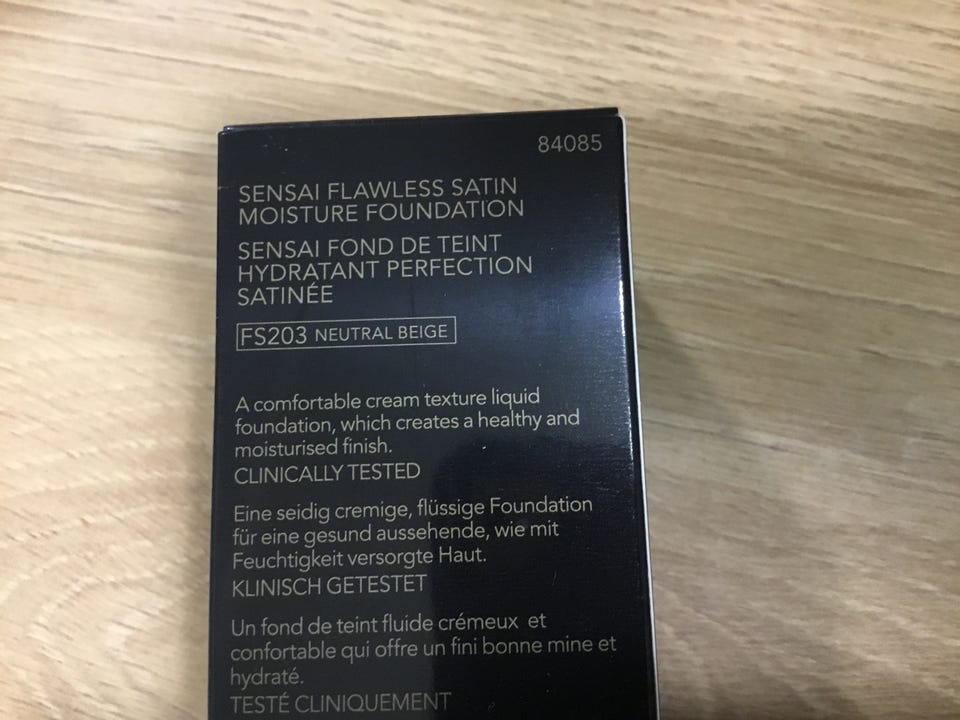 84085
SENSAI FLAWLESS SATIN
MOISTURE FOUNDATION
SENSAI FOND DE TEINT
HYDRATANT PERFECTION
SATINÉE
FS203 NEUTRAL BEIGE
A comfortable cream texture liquid
foundation, which creates a healthy and
moisturised finish.
CLINICALLY TESTED
Eine seidig cremige, flüssige Foundation
für eine gesund aussehende, wie mit
Feuchtigkeit versorgte Haut.
KLINISCH GETESTET
Un fond de teint fluide crémeux et
confortable qui offre un fini bonne mine et
hydraté.
TESTÉ CLINIQUEMENT